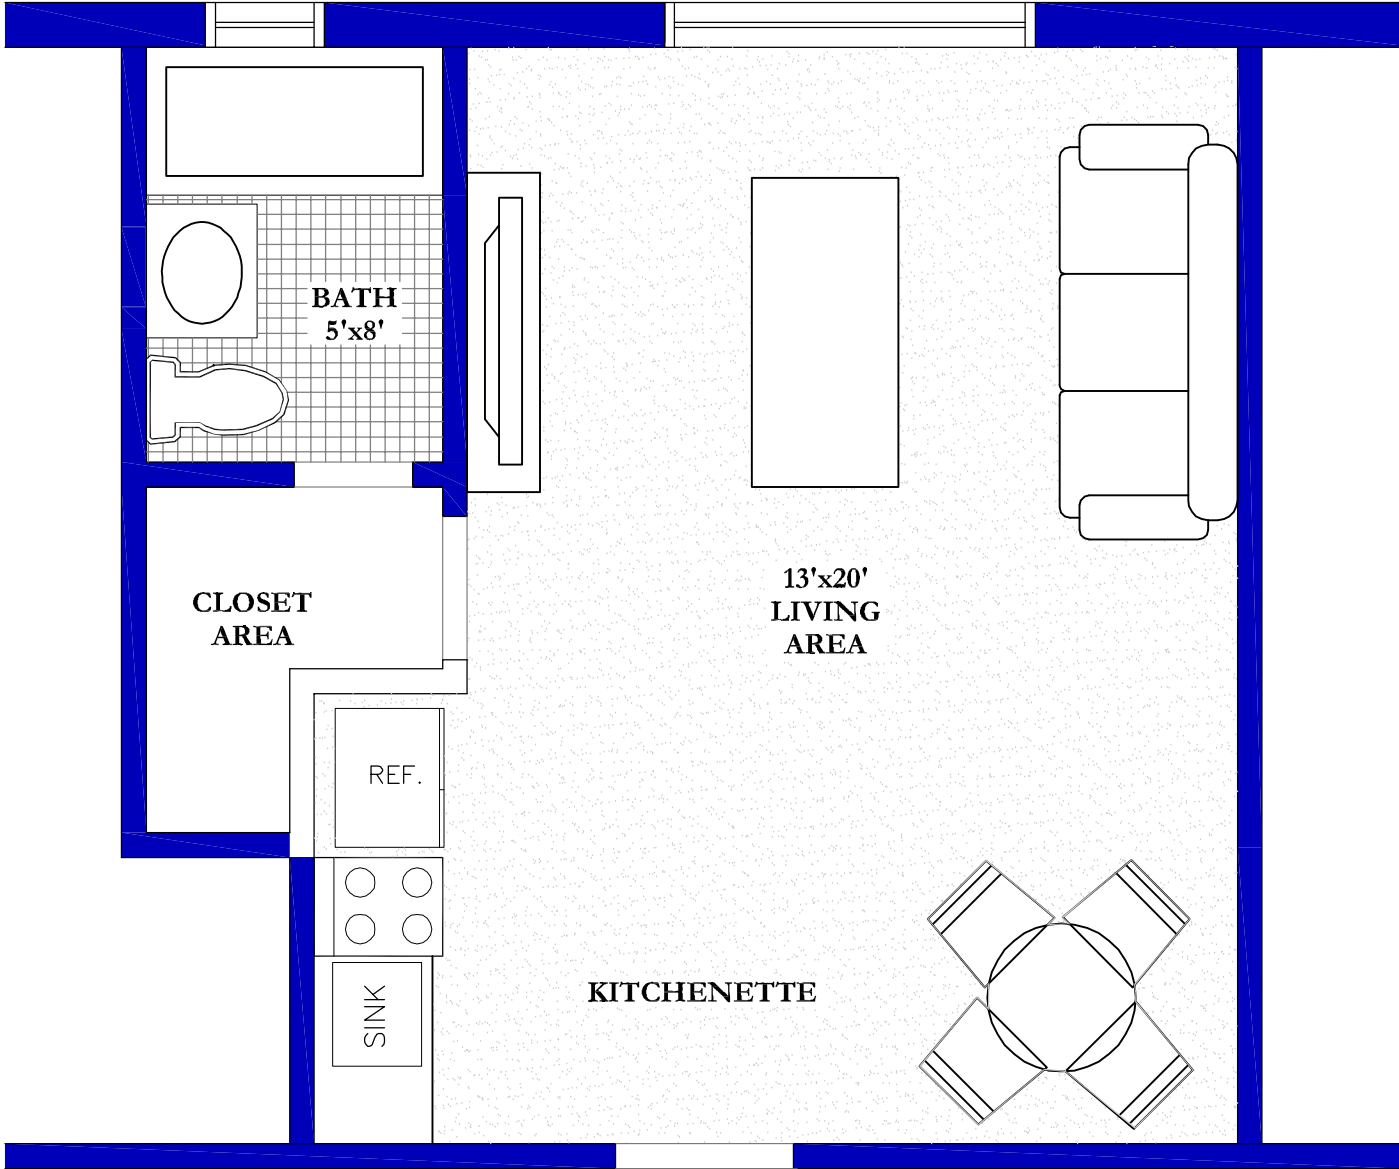 BATH
5'x8'
CLOSET
AREA
13'x20'
LIVING
AREA
REF.
SINK
KITCHENETTE